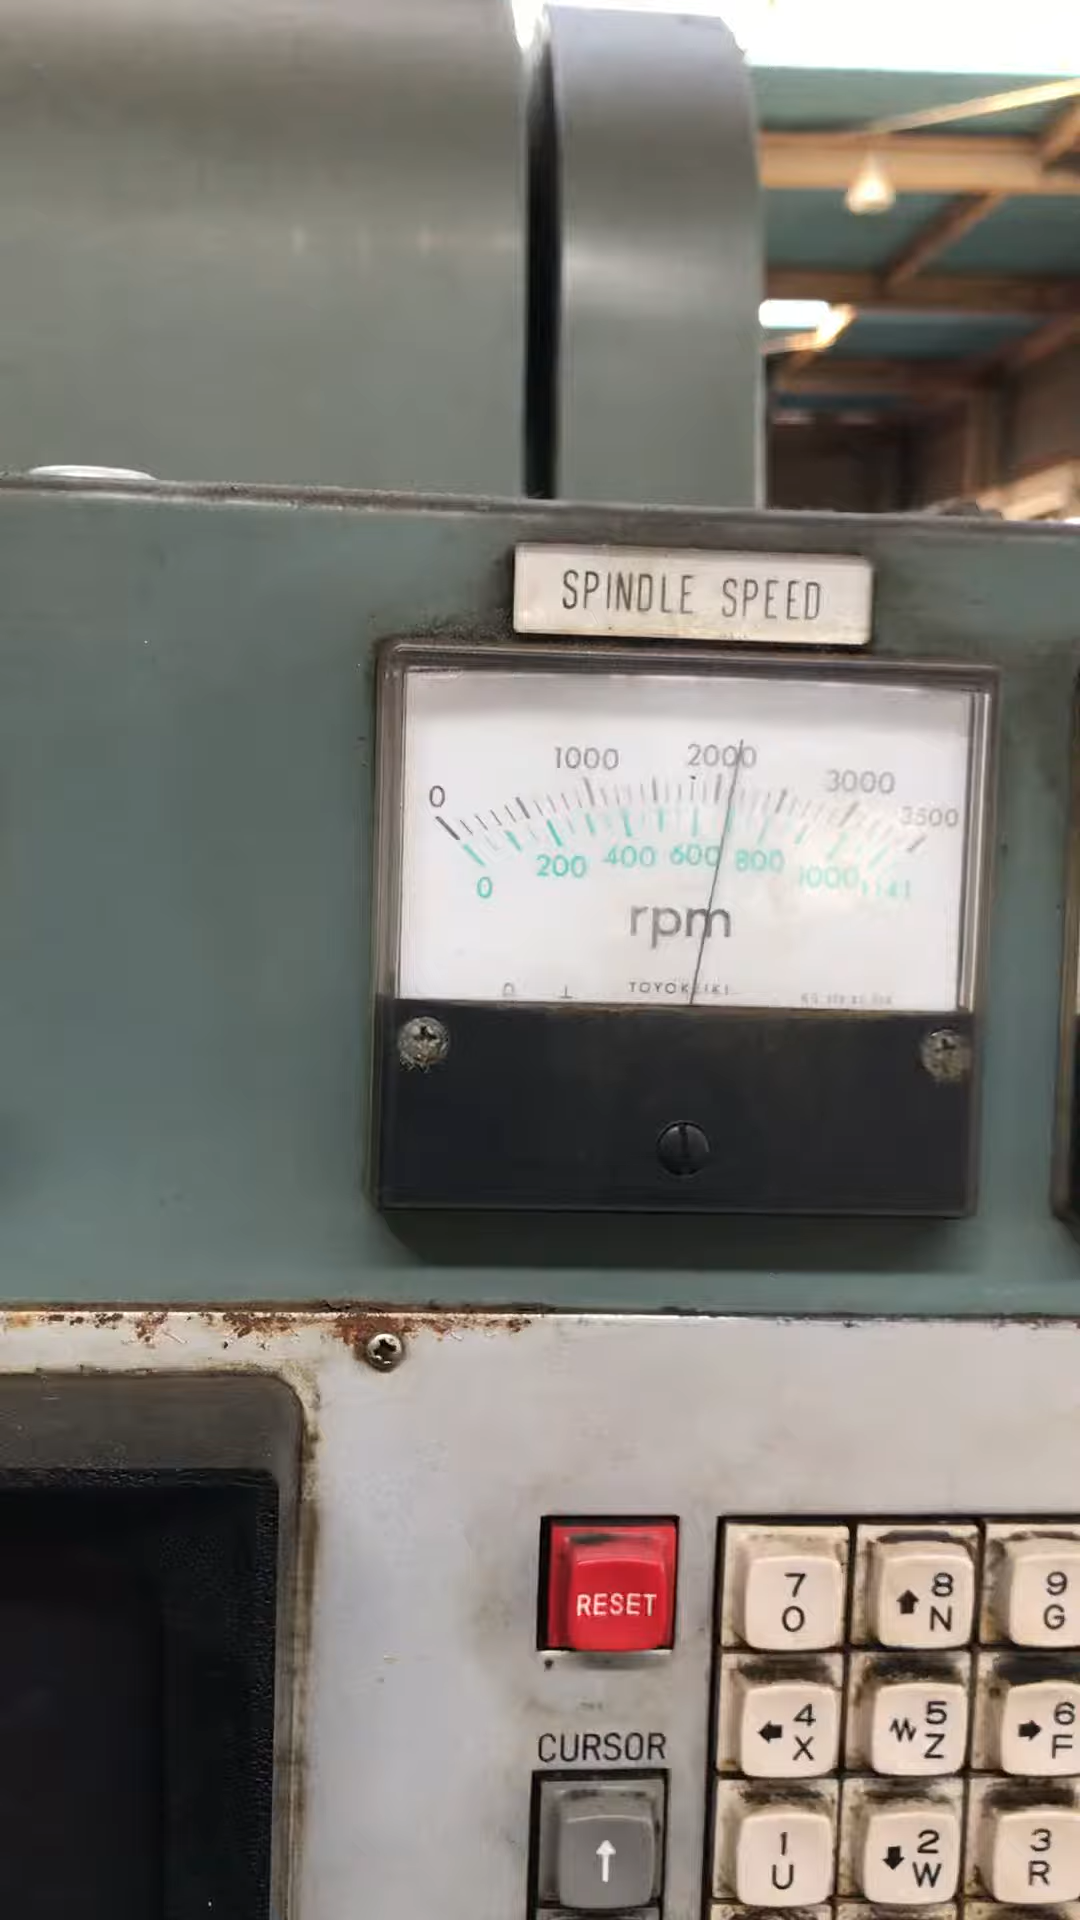 SPINDLE SPEED
0 1000 2000 3000 3500
0 200 400 600 800 1000 1141
rpm
TOYOKEIKI
RESET
7 8 9
O N G
CURSOR
4 5 6
X Z F
1 2 3
U W R